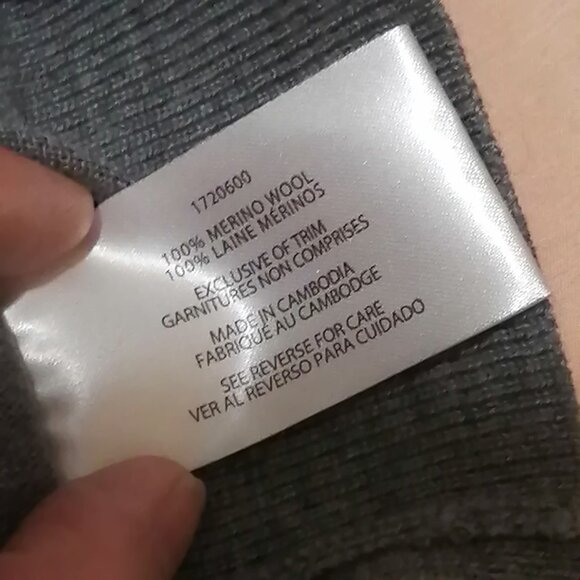 1720600
100% MERINO WOOL
100% LAINE MÉRINOS
EXCLUSIVE OF TRIM
GARNITURES NON COMPRISES
MADE IN CAMBODIA
FABRIQUE AU CAMBODGE
SEE REVERSE FOR CARE
VER AL REVERSO PARA CUIDADO